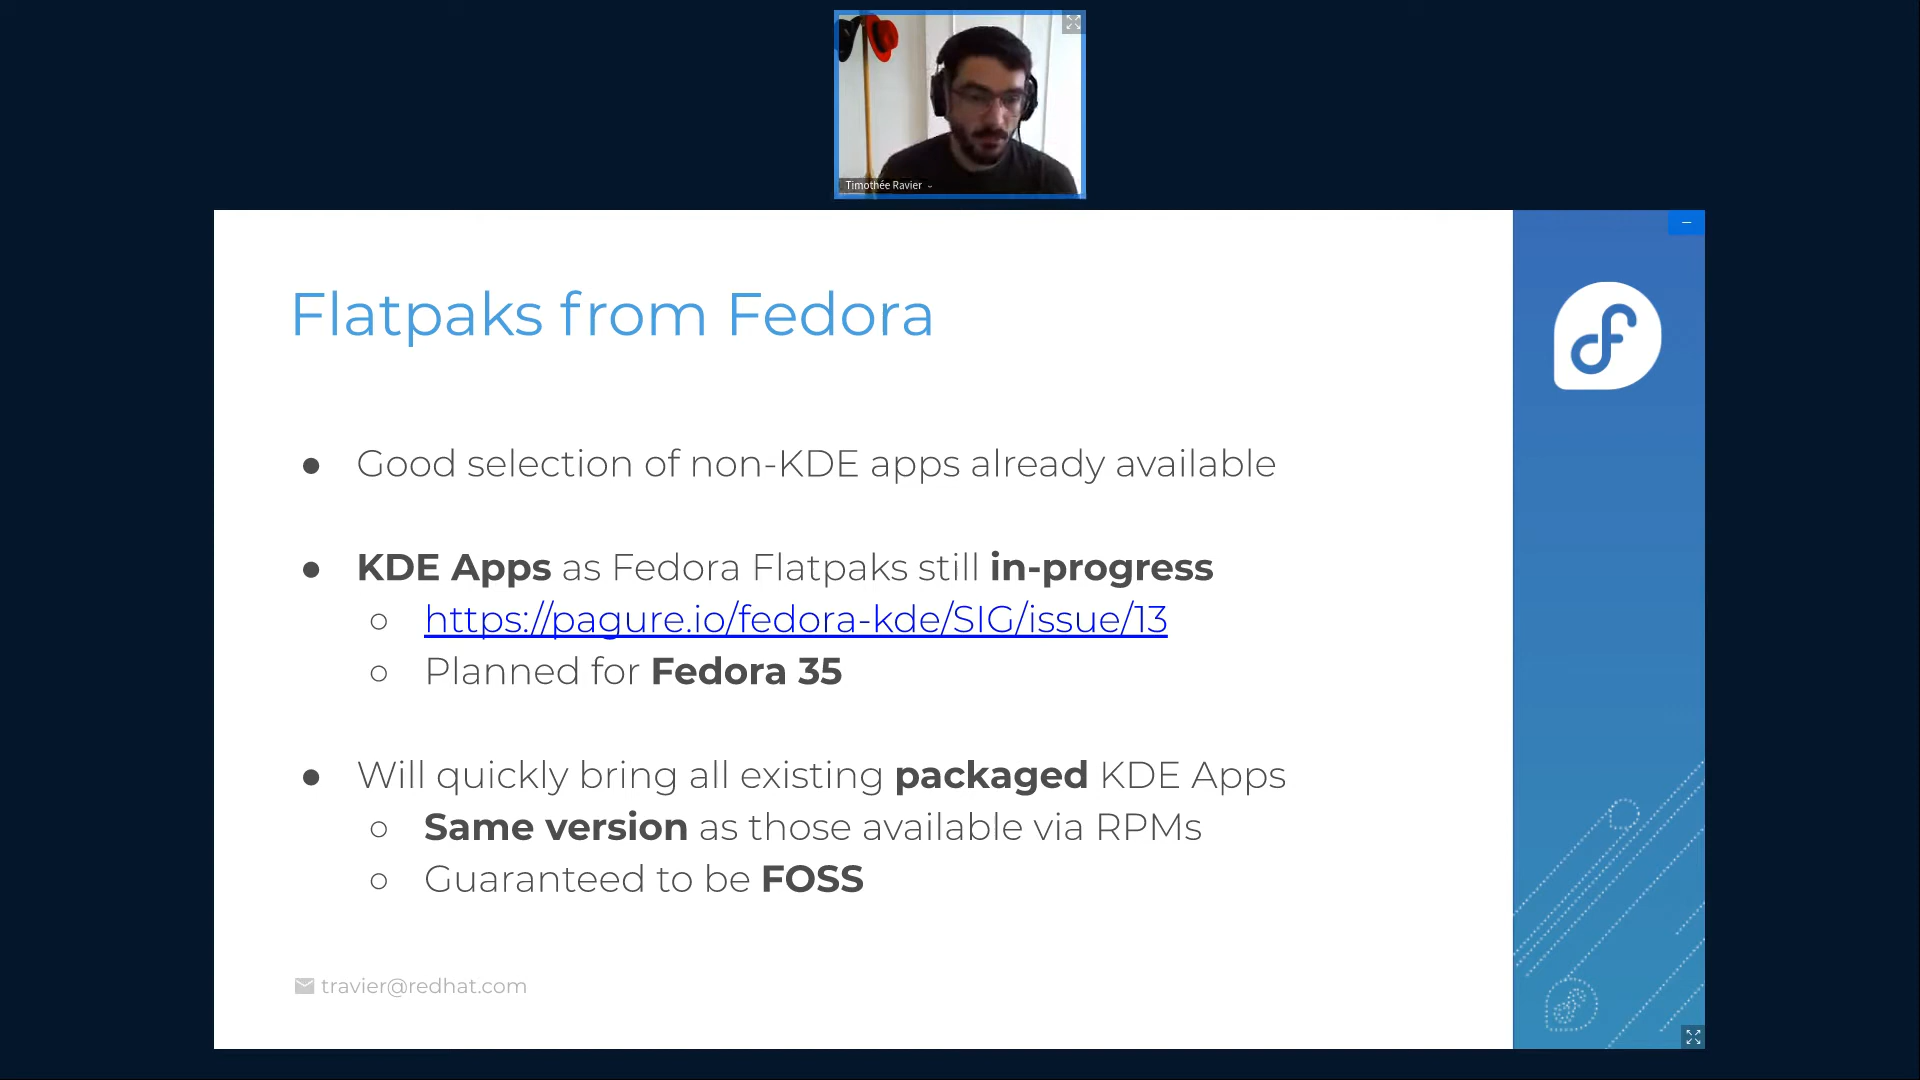 Timothée Ravier
Flatpaks from Fedora
● Good selection of non-KDE apps already available
● KDE Apps as Fedora Flatpaks still in-progress
○ https://pagure.io/fedora-kde/SIG/issue/13
○ Planned for Fedora 35
● Will quickly bring all existing packaged KDE Apps
○ Same version as those available via RPMs
○ Guaranteed to be FOSS
travier@redhat.com